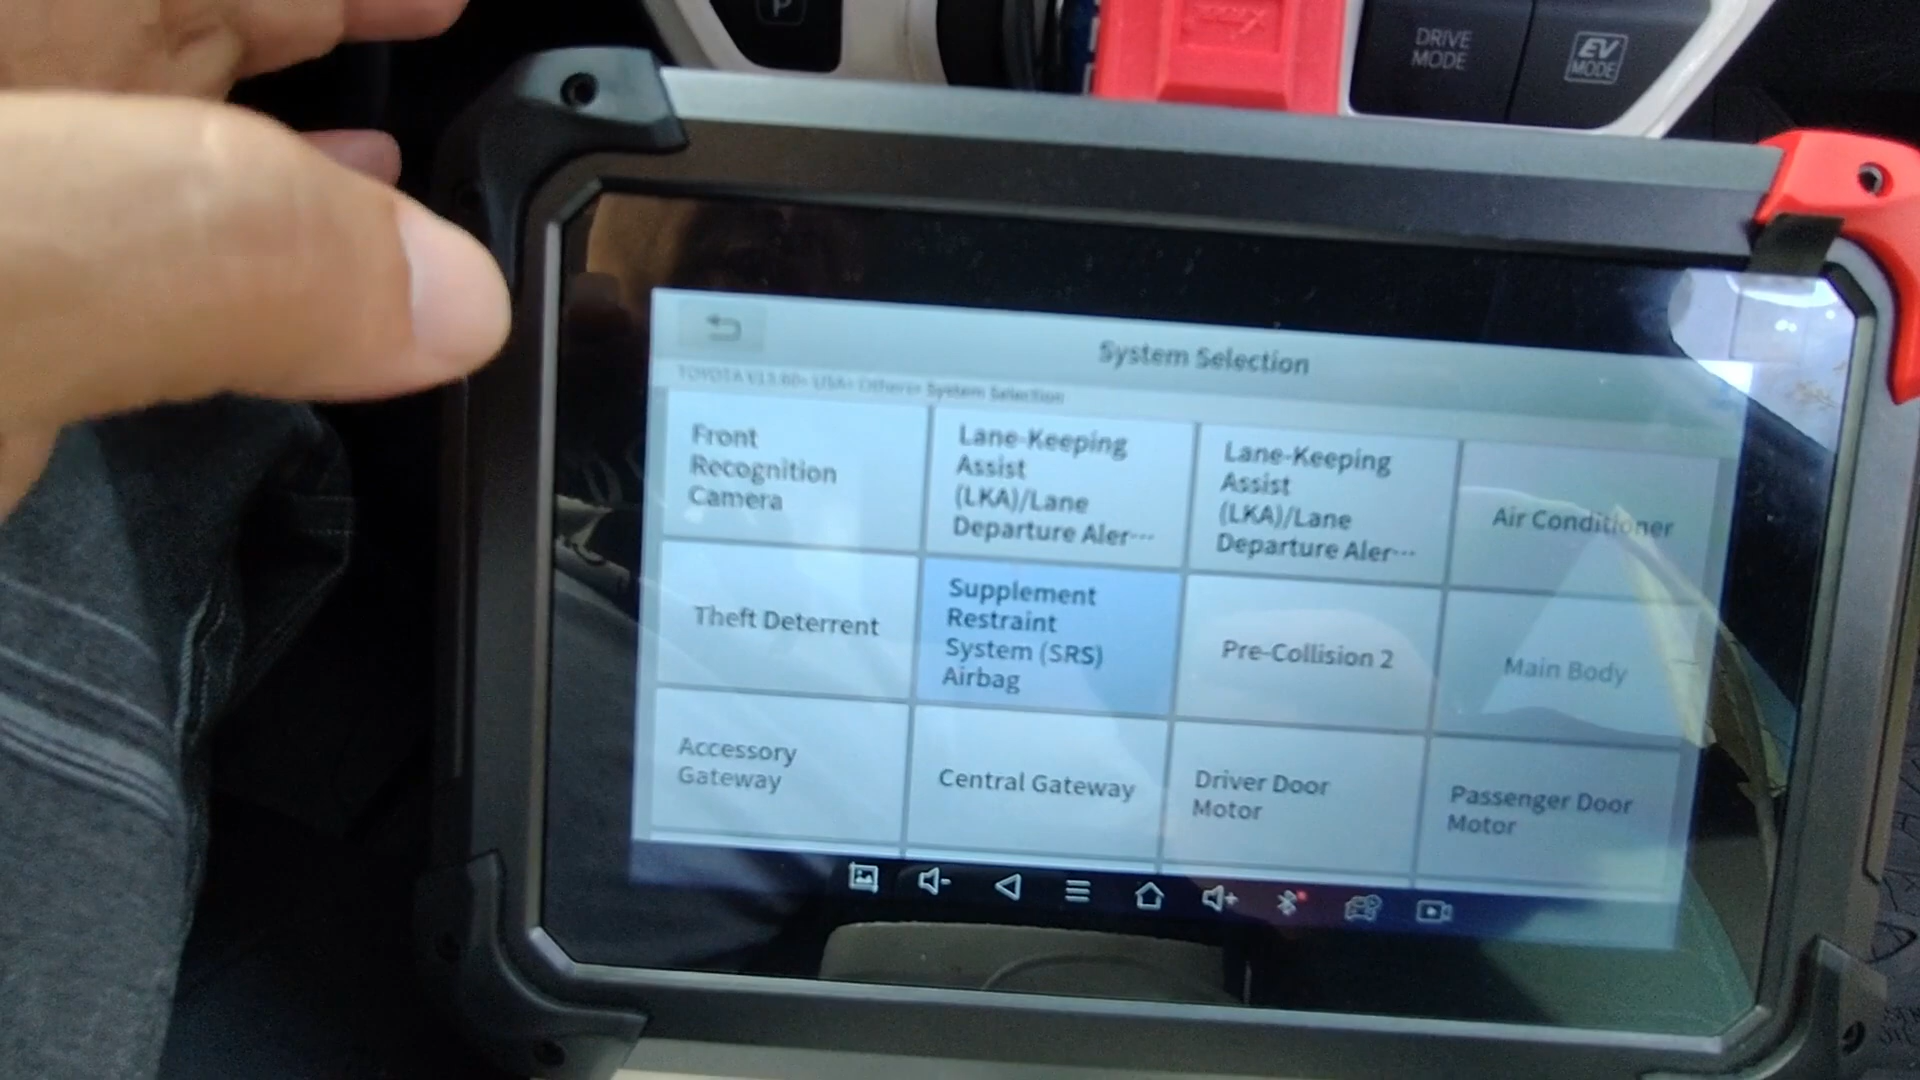 P
DRIVE
MODE
EV
MODE
System Selection
TOYOTA V13.60> USA> Others> System Selection
Front
Recognition
Camera
Lane-Keeping
Assist
(LKA)/Lane
Departure Aler···
Lane-Keeping
Assist
(LKA)/Lane
Departure Aler···
Air Conditioner
Theft Deterrent
Supplement
Restraint
System (SRS)
Airbag
Pre-Collision 2
Main Body
Accessory
Gateway
Central Gateway
Driver Door
Motor
Passenger Door
Motor